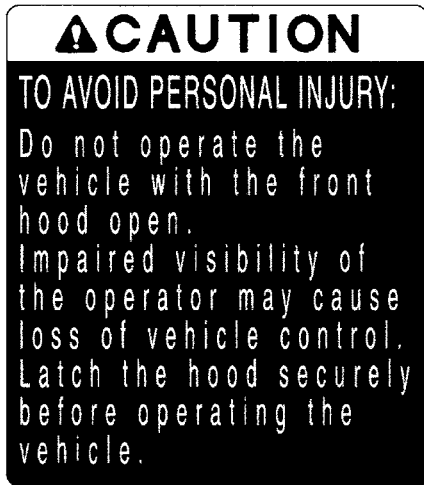 CAUTION
TO AVOID PERSONAL INJURY:
Do not operate the
vehicle with the front
hood open.
Impaired visibility of
the operator may cause
loss of vehicle control.
Latch the hood securely
before operating the
vehicle.